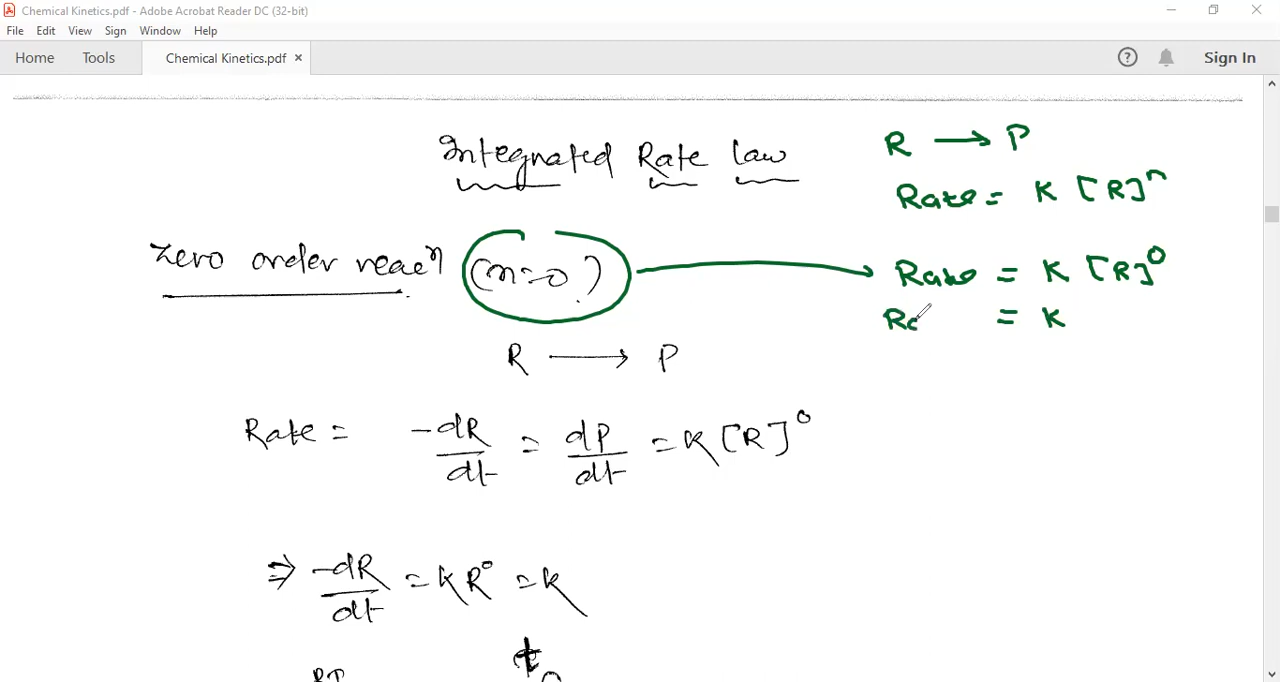 Chemical Kinetics.pdf - Adobe Acrobat Reader DC (32-bit)
File Edit View Sign Window Help
Home Tools Chemical Kinetics.pdf × Sign In
Integrated Rate law
R → P
Rate = K [R]ⁿ
Zero order reacⁿ (n=0)
Rate = K [R]⁰
Ra = K
R → P
Rate = -dR/dt = dP/dt = K [R]⁰
⇒ -dR/dt = K R⁰ = K
t